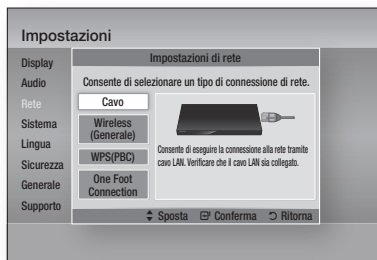 Impostazioni
Display
Audio
Rete
Sistema
Lingua
Sicurezza
Generale
Supporto
Impostazioni di rete
Consente di selezionare un tipo di connessione di rete.
Cavo
Wireless
(Generale)
WPS(PBC)
One Foot
Connection
Consente di eseguire la connessione alla rete tramite
cavo LAN. Verificare che il cavo LAN sia collegato.
Sposta Conferma Ritorna